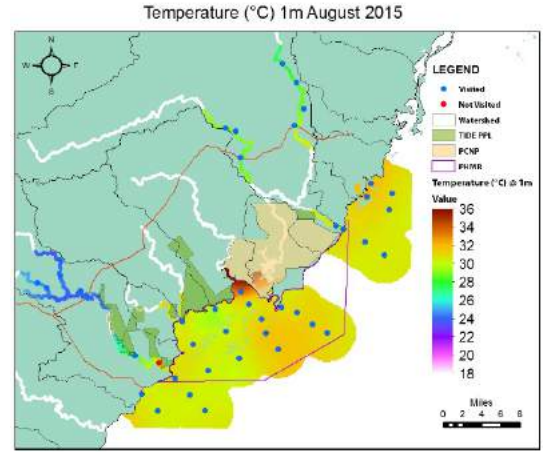 Temperature (°C) 1m August 2015
N
W E
S
LEGEND
Visited
Not Visited
Watershed
TIDE PPL
PCNP
PHMR
Temperature (°C) @ 1m
Value
36
34
32
30
28
26
24
22
20
18
Miles
0 2 4 6 8